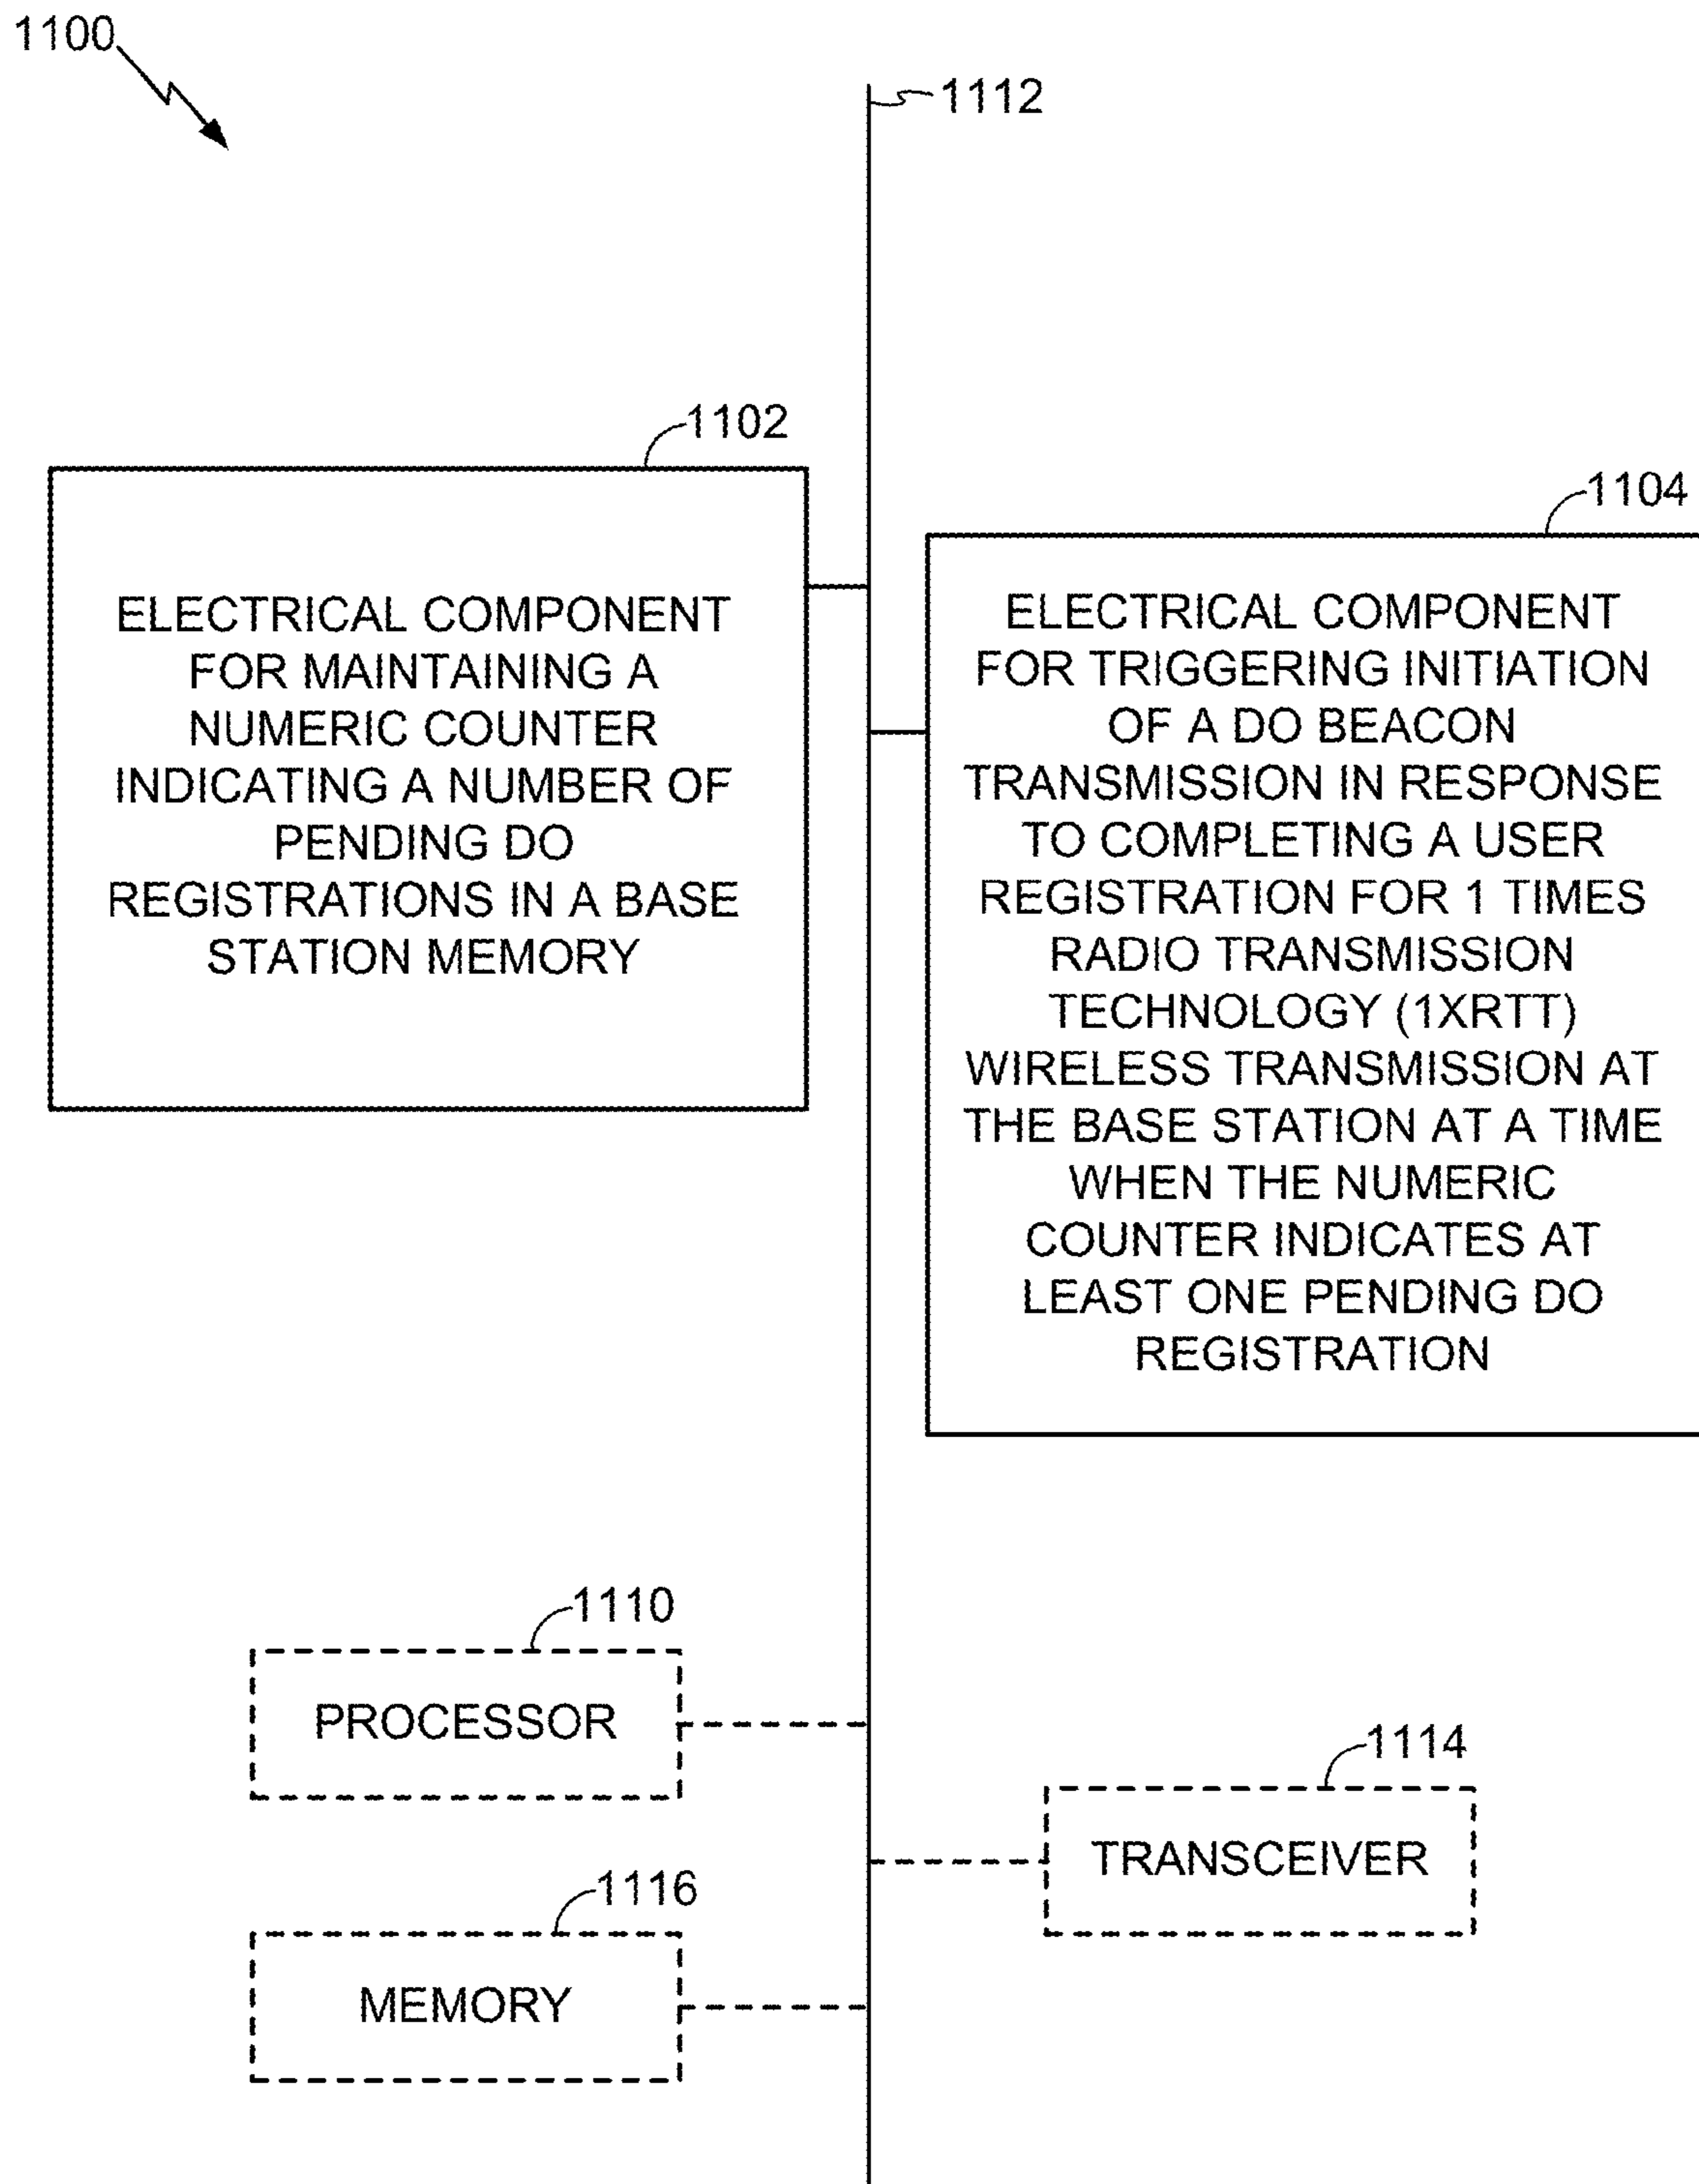 1100
1112
1102
ELECTRICAL COMPONENT
FOR MAINTAINING A
NUMERIC COUNTER
INDICATING A NUMBER OF
PENDING DO
REGISTRATIONS IN A BASE
STATION MEMORY
1104
ELECTRICAL COMPONENT
FOR TRIGGERING INITIATION
OF A DO BEACON
TRANSMISSION IN RESPONSE
TO COMPLETING A USER
REGISTRATION FOR 1 TIMES
RADIO TRANSMISSION
TECHNOLOGY (1XRTT)
WIRELESS TRANSMISSION AT
THE BASE STATION AT A TIME
WHEN THE NUMERIC
COUNTER INDICATES AT
LEAST ONE PENDING DO
REGISTRATION
1110
PROCESSOR
1114
TRANSCEIVER
1116
MEMORY